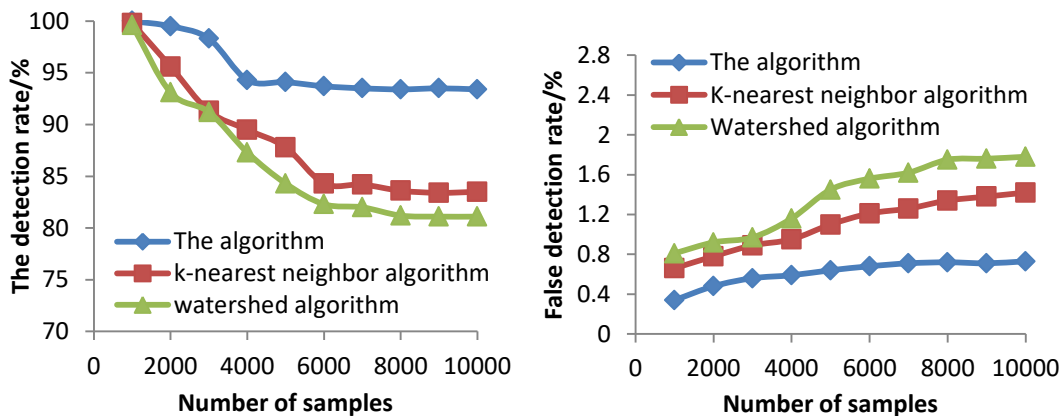 The detection rate/%
100
95
90
85
80
75
70
The algorithm
k-nearest neighbor algorithm
watershed algorithm
0 2000 4000 6000 8000 10000
Number of samples
False detection rate/%
2.8
2.4
2
1.6
1.2
0.8
0.4
0
The algorithm
K-nearest neighbor algorithm
Watershed algorithm
0 2000 4000 6000 8000 10000
Number of samples